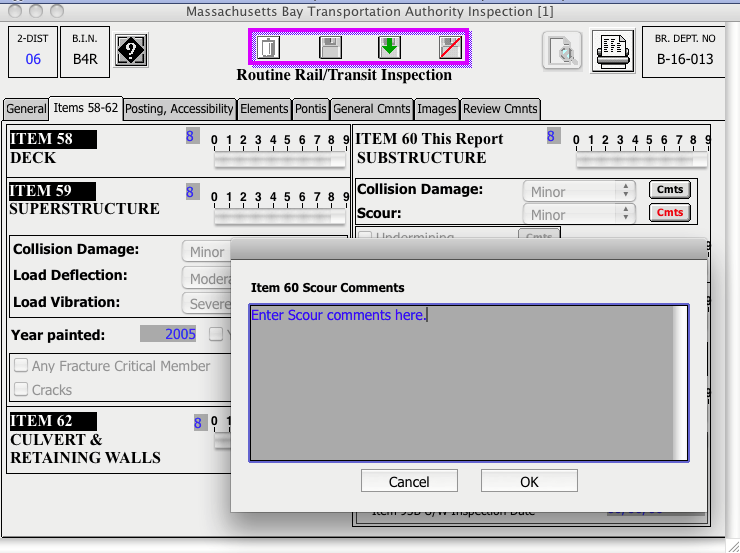 Massachusetts Bay Transportation Authority Inspection [1]
2-DIST
06
B.I.N.
B4R
?
BR. DEPT. NO
B-16-013
Routine Rail/Transit Inspection
General
Items 58-62
Posting, Accessibility
Elements
Pontis
General Cmnts
Images
Review Cmnts
ITEM 58
DECK
8
0 1 2 3 4 5 6 7 8 9
ITEM 59
SUPERSTRUCTURE
8
0 1 2 3 4 5 6 7 8 9
Collision Damage:
Minor
Load Deflection:
Load Vibration:
Severe
Year painted:
2005
Any Fracture Critical Member
Cracks
ITEM 62
CULVERT &
RETAINING WALLS
8
0 1
ITEM 60 This Report
SUBSTRUCTURE
8
0 1 2 3 4 5 6 7 8 9
Collision Damage:
Minor
Cmts
Scour:
Minor
Cmts
Undermining
Cmts
Item 60 Scour Comments
Enter Scour comments here.
Cancel
OK
Item 93B U/W Inspection Date